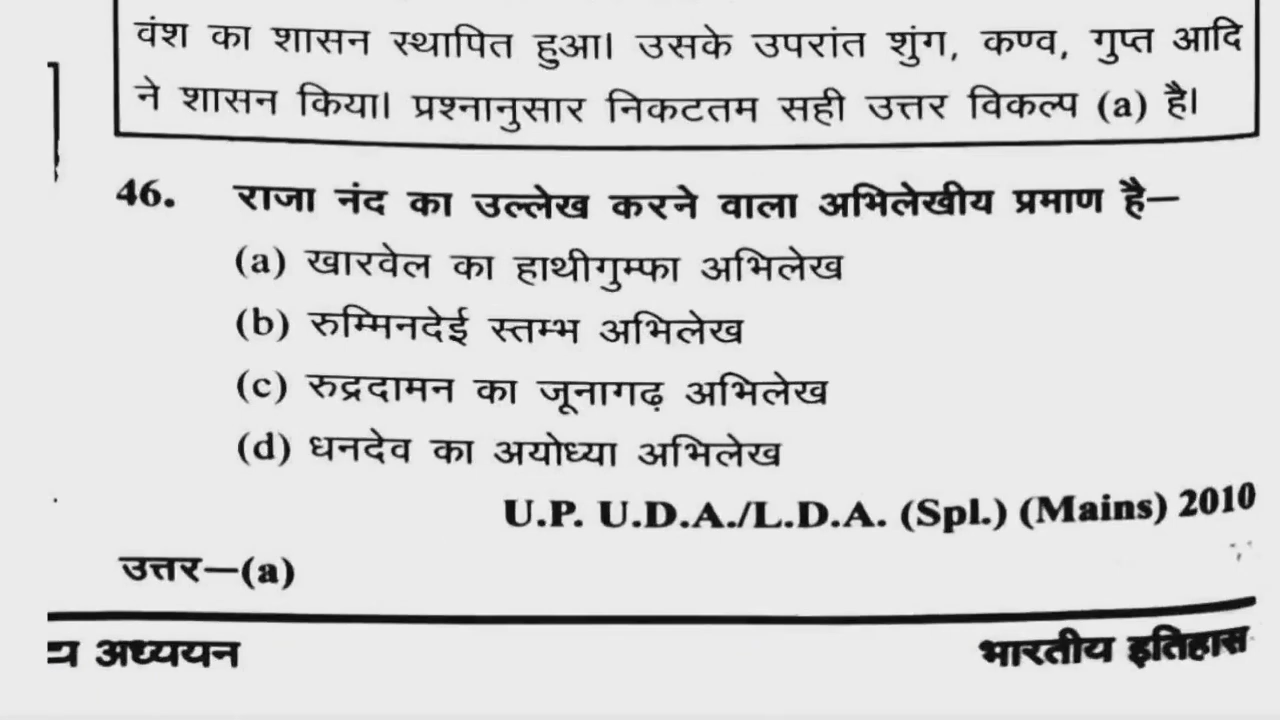 वंश का शासन स्थापित हुआ। उसके उपरांत शुंग, कण्व, गुप्त आदि
ने शासन किया। प्रश्नानुसार निकटतम सही उत्तर विकल्प (a) है।
46. राजा नंद का उल्लेख करने वाला अभिलेखीय प्रमाण है–
(a) खारवेल का हाथीगुम्फा अभिलेख
(b) रुम्मिनदेई स्तम्भ अभिलेख
(c) रुद्रदामन का जूनागढ़ अभिलेख
(d) धनदेव का अयोध्या अभिलेख
U.P. U.D.A./L.D.A. (Spl.) (Mains) 2010
उत्तर–(a)
अध्ययन भारतीय इतिहास